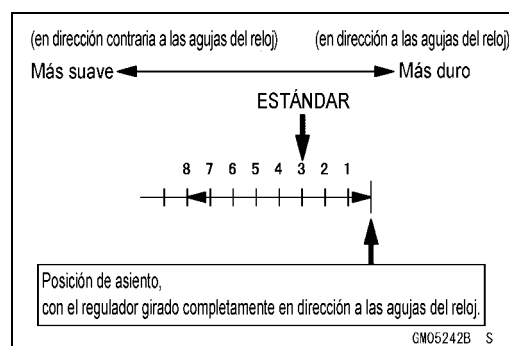 (en dirección contraria a las agujas del reloj) (en dirección a las agujas del reloj)
Más suave Más duro
ESTÁNDAR
8 7 6 5 4 3 2 1
Posición de asiento,
con el regulador girado completamente en dirección a las agujas del reloj.
GM05242B S